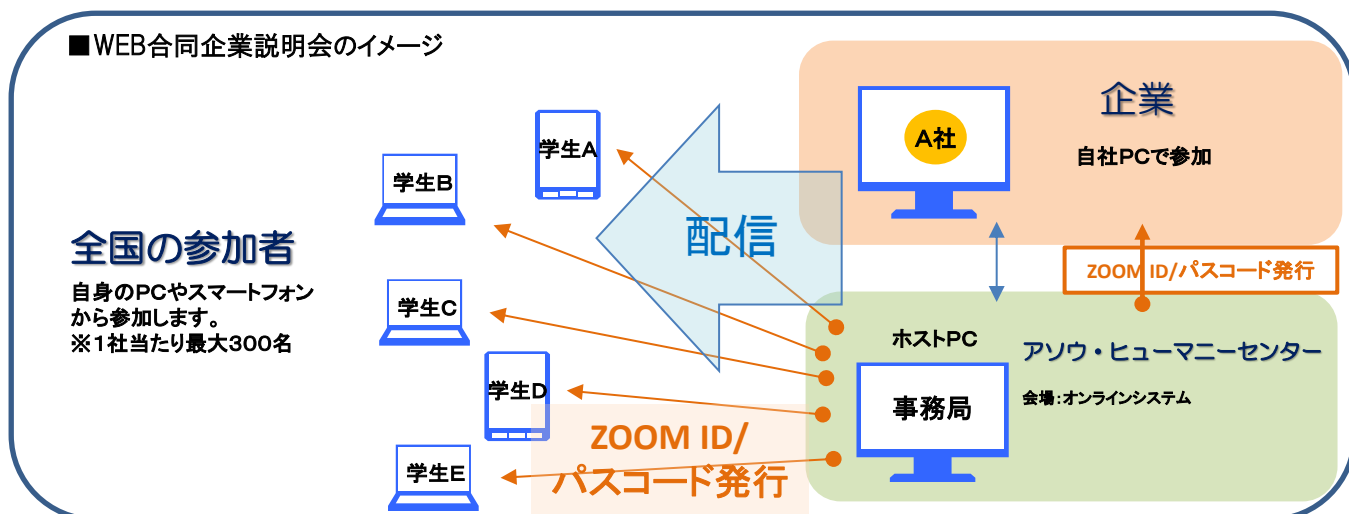 ■WEB合同企業説明会のイメージ
企業
A社
自社PCで参加
学生A
学生B
配信
全国の参加者
自身のPCやスマートフォン
から参加します。
※1社当たり最大300名
ZOOM ID/パスコード発行
学生C
ホストPC
アソウ・ヒューマニーセンター
会場:オンラインシステム
学生D
事務局
ZOOM ID/
パスコード発行
学生E